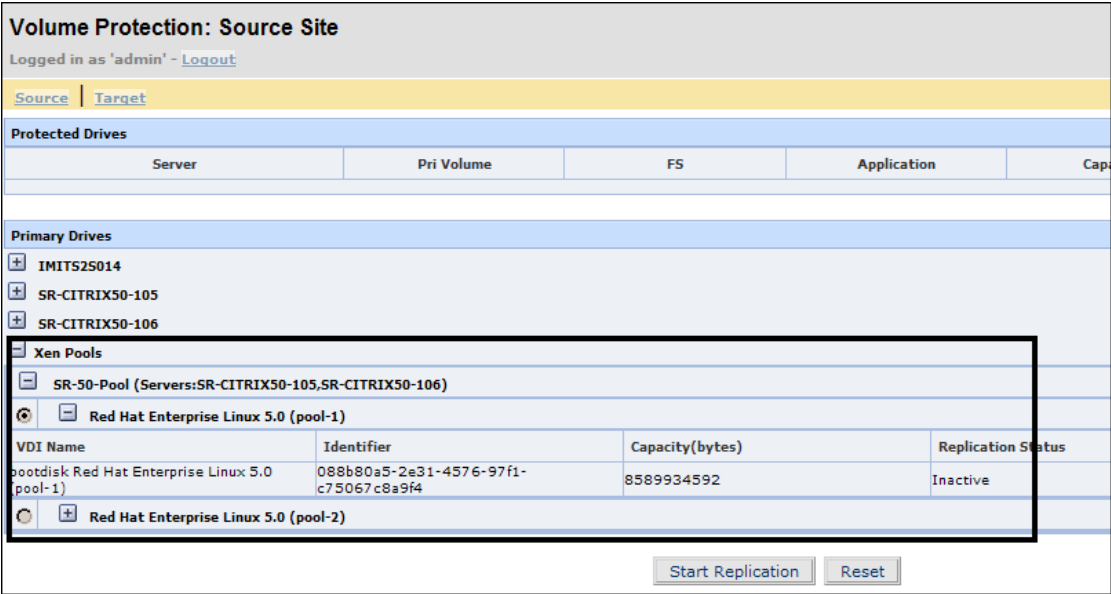 Volume Protection: Source Site
Logged in as 'admin' - Logout
Source | Target
Protected Drives
Server Pri Volume FS Application
Primary Drives
IMITS2S014
SR-CITRIX50-105
SR-CITRIX50-106
Xen Pools
SR-50-Pool (Servers:SR-CITRIX50-105,SR-CITRIX50-106)
Red Hat Enterprise Linux 5.0 (pool-1)
VDI Name Identifier Capacity(bytes) Replication Status
bootdisk Red Hat Enterprise Linux 5.0 088b80a5-2e31-4576-97f1-
(pool-1) c75067c8a9f4 8589934592 Inactive
Red Hat Enterprise Linux 5.0 (pool-2)
Start Replication Reset